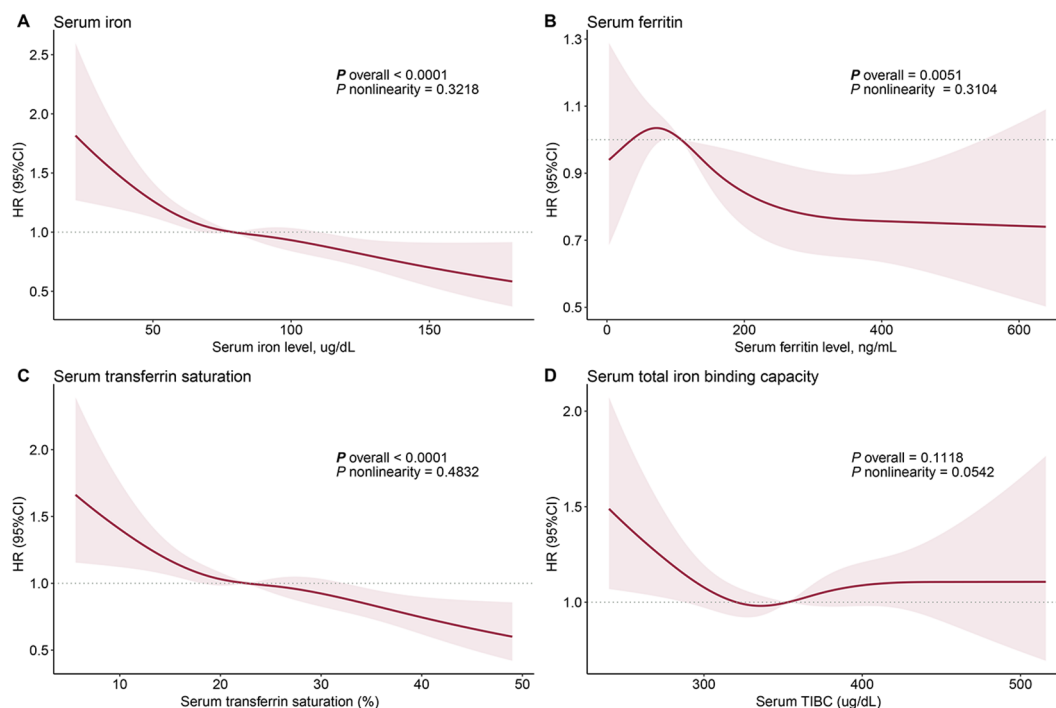 A Serum iron
2.5
2.0
1.5
1.0
0.5
HR (95%CI)
P overall < 0.0001
P nonlinearity = 0.3218
50 100 150
Serum iron level, ug/dL
B Serum ferritin
1.3
1.1
0.9
0.7
0.5
HR (95%CI)
P overall = 0.0051
P nonlinearity = 0.3104
0 200 400 600
Serum ferritin level, ng/mL
C Serum transferrin saturation
2.0
1.5
1.0
0.5
HR (95%CI)
P overall < 0.0001
P nonlinearity = 0.4832
10 20 30 40 50
Serum transferrin saturation (%)
D Serum total iron binding capacity
2.0
1.5
1.0
HR (95%CI)
P overall = 0.1118
P nonlinearity = 0.0542
300 400 500
Serum TIBC (ug/dL)